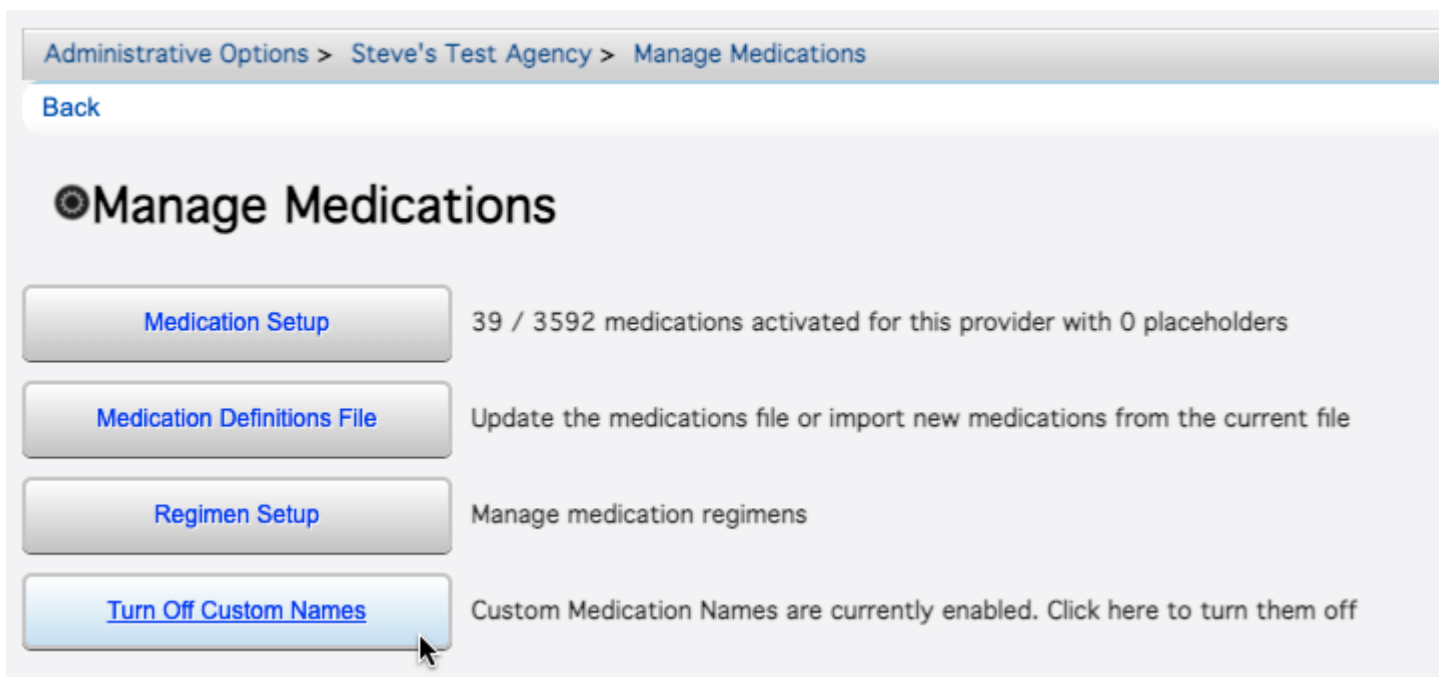 Administrative Options > Steve's Test Agency > Manage Medications
Back
Manage Medications
Medication Setup 39 / 3592 medications activated for this provider with 0 placeholders
Medication Definitions File Update the medications file or import new medications from the current file
Regimen Setup Manage medication regimens
Turn Off Custom Names Custom Medication Names are currently enabled. Click here to turn them off